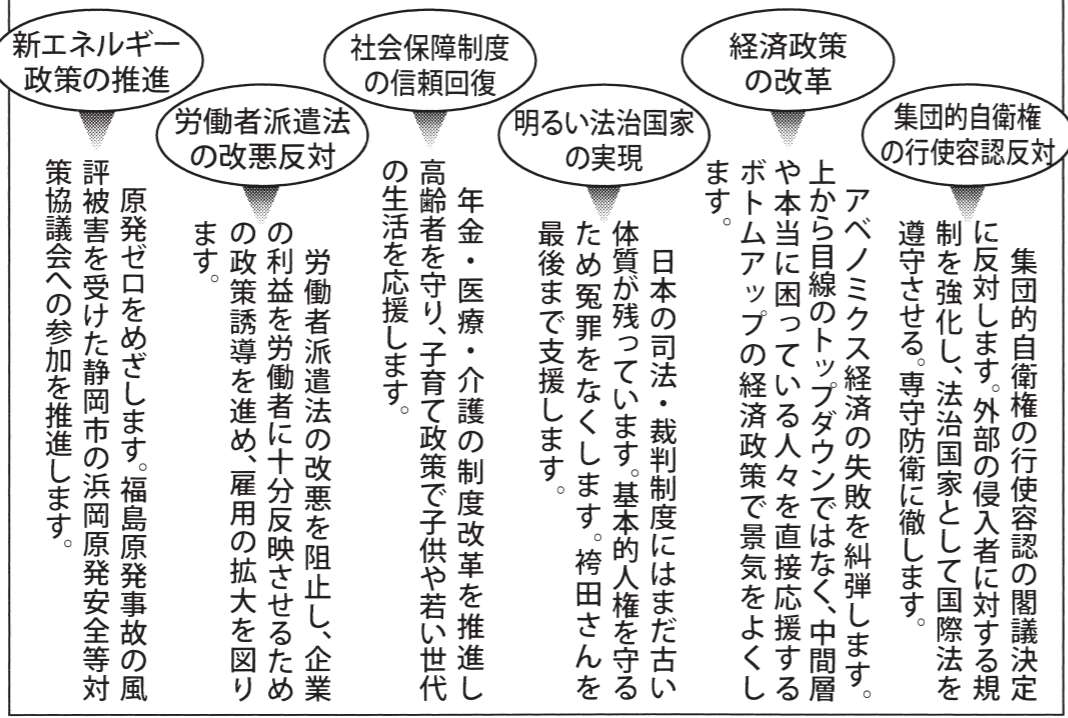 集団的自衛権
の行使容認反対
集団的自衛権の行使容認の閣議決定
に反対します。外部の侵入者に対する規
制を強化し、法治国家として国際法を
遵守させる。専守防衛に徹します。
経済政策
の改革
アベノミクス経済の失敗を糾弾します。
上から目線のトップダウンではなく、中間層
や本当に困っている人々を直接応援する
ボトムアップの経済政策で景気をよくし
ます。
明るい法治国家
の実現
日本の司法・裁判制度にはまだ古い
体質が残っています。基本的人権を守る
ため冤罪をなくします。袴田さんを
最後まで支援します。
社会保障制度
の信頼回復
年金・医療・介護の制度改革を推進し
高齢者を守り、子育て政策で子供や若い世代
の生活を応援します。
労働者派遣法
の改悪反対
労働者派遣法の改悪を阻止し、企業
の利益を労働者に十分反映させるため
の政策誘導を進め、雇用の拡大を図り
ます。
新エネルギー
政策の推進
原発ゼロをめざします。福島原発事故の風
評被害を受けた静岡市の浜岡原発安全等対
策協議会への参加を推進します。